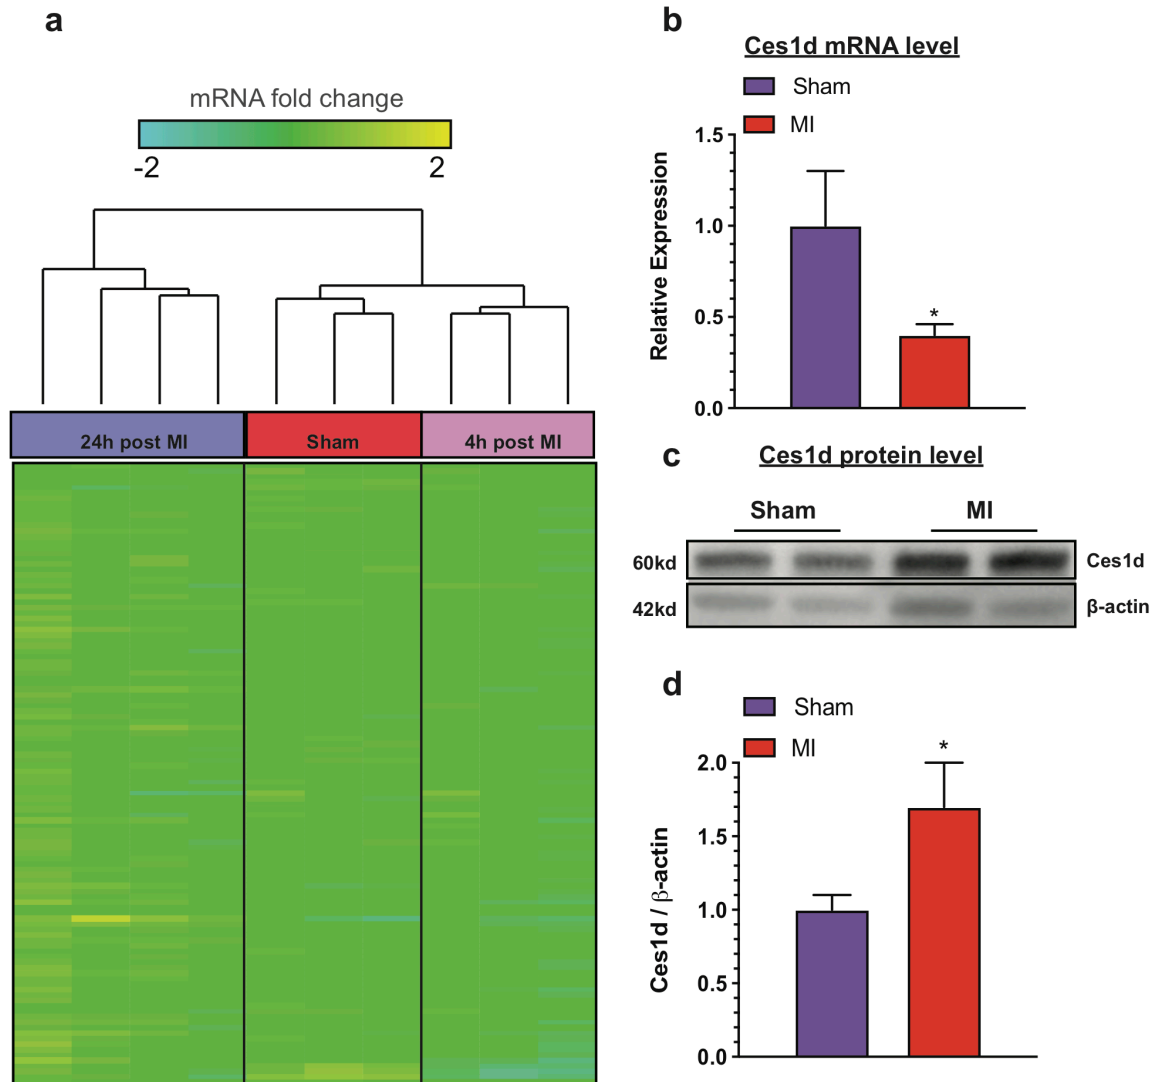 a
mRNA fold change
-2
2
24h post MI
Sham
4h post MI
b
Ces1d mRNA level
Sham
MI
Relative Expression
1.5
1.0
0.5
0.0
*
c
Ces1d protein level
Sham
MI
60kd
Ces1d
42kd
β-actin
d
Sham
MI
Ces1d / β-actin
2.0
1.5
1.0
0.5
0.0
*